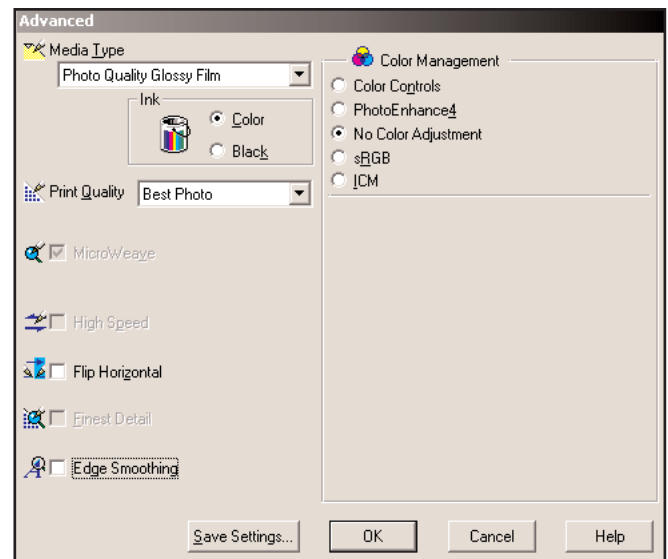 Advanced
Media Type
Photo Quality Glossy Film
Ink
Color
Black
Print Quality
Best Photo
MicroWeave
High Speed
Flip Horizontal
Finest Detail
Edge Smoothing
Color Management
Color Controls
PhotoEnhance4
No Color Adjustment
sRGB
ICM
Save Settings...
OK
Cancel
Help